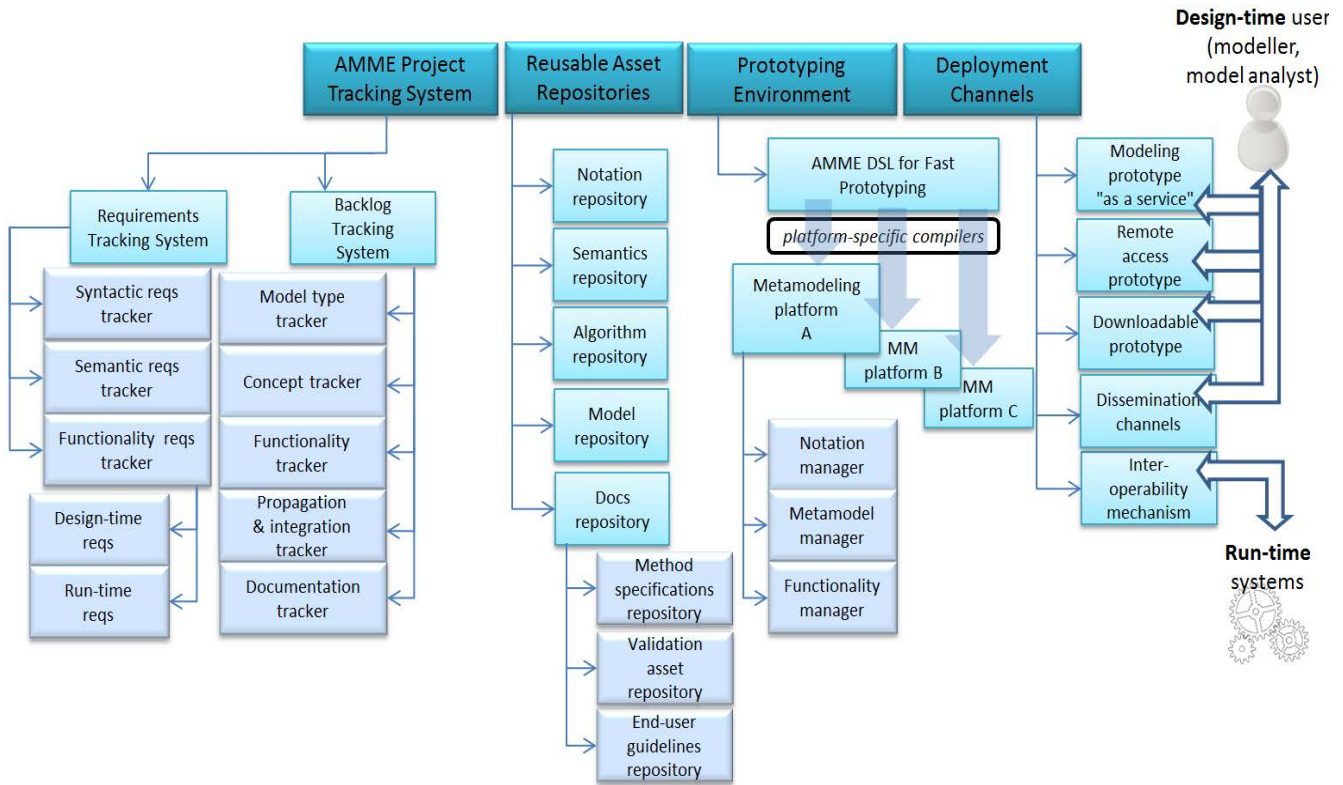 Design-time user
(modeller,
model analyst)
AMME Project
Tracking System
Reusable Asset
Repositories
Prototyping
Environment
Deployment
Channels
Requirements
Tracking System
Syntactic reqs
tracker
Semantic reqs
tracker
Functionality reqs
tracker
Design-time
reqs
Run-time
reqs
Backlog
Tracking
System
Model type
tracker
Concept tracker
Functionality
tracker
Propagation
& integration
tracker
Documentation
tracker
Notation
repository
Semantics
repository
Algorithm
repository
Model
repository
Docs
repository
Method
specifications
repository
Validation
asset
repository
End-user
guidelines
repository
AMME DSL for Fast
Prototyping
platform-specific compilers
Metamodeling
platform
A
MM
platform B
MM
platform C
Notation
manager
Metamodel
manager
Functionality
manager
Modeling
prototype
"as a service"
Remote
access
prototype
Downloadable
prototype
Dissemination
channels
Inter-
operability
mechanism
Run-time
systems